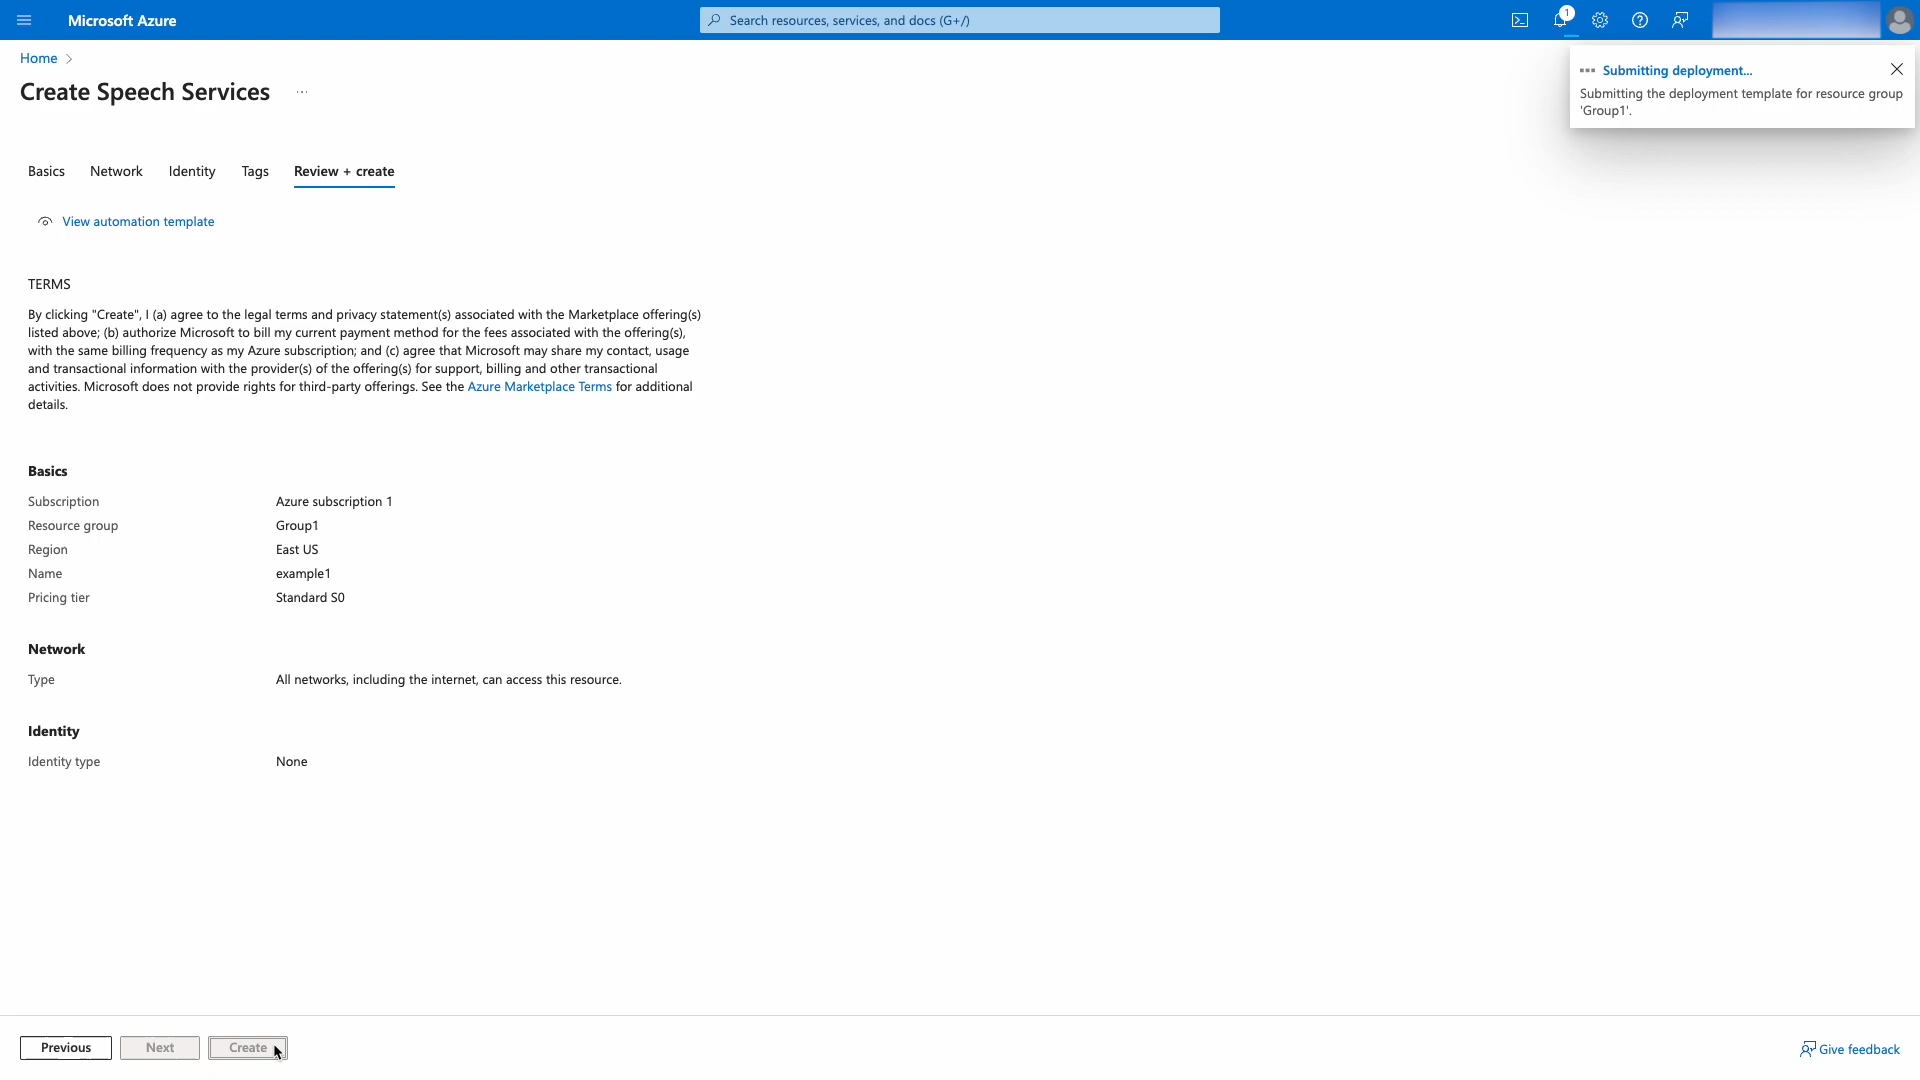 Microsoft Azure
Search resources, services, and docs (G+/)
1
Home
Create Speech Services
Submitting deployment...
Submitting the deployment template for resource group
'Group1'.
Basics
Network
Identity
Tags
Review + create
View automation template
TERMS
By clicking "Create", I (a) agree to the legal terms and privacy statement(s) associated with the Marketplace offering(s)
listed above; (b) authorize Microsoft to bill my current payment method for the fees associated with the offering(s),
with the same billing frequency as my Azure subscription; and (c) agree that Microsoft may share my contact, usage
and transactional information with the provider(s) of the offering(s) for support, billing and other transactional
activities. Microsoft does not provide rights for third-party offerings. See the Azure Marketplace Terms for additional
details.
Basics
Subscription Azure subscription 1
Resource group Group1
Region East US
Name example1
Pricing tier Standard S0
Network
Type All networks, including the internet, can access this resource.
Identity
Identity type None
Previous
Next
Create
Give feedback